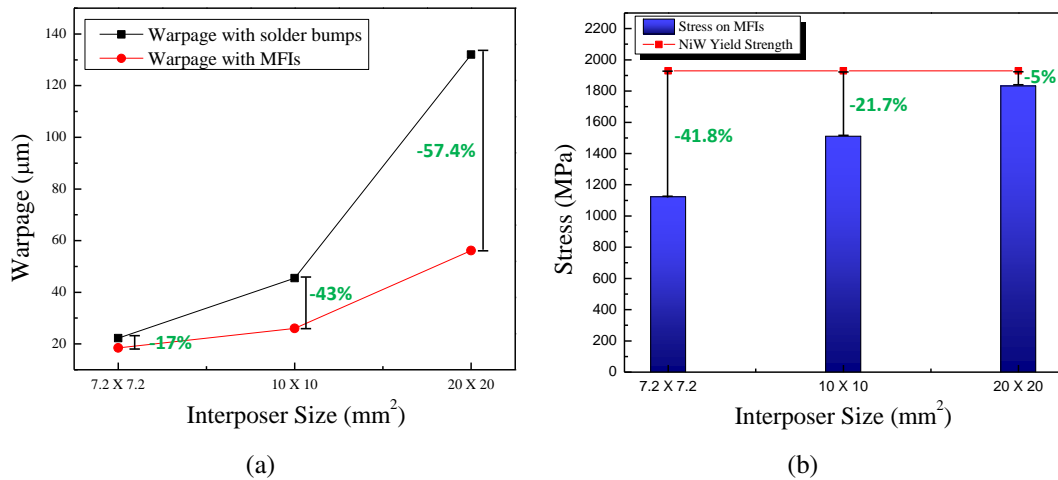 Warpage with solder bumps
Warpage with MFIs
140
120
100
80
60
40
20
Warpage (µm)
-17%
-43%
-57.4%
7.2 X 7.2
10 X 10
20 X 20
Interposer Size (mm²)
(a)
Stress on MFIs
NiW Yield Strength
2200
2000
1800
1600
1400
1200
1000
800
600
400
200
0
Stress (MPa)
-41.8%
-21.7%
-5%
7.2 X 7.2
10 X 10
20 X 20
Interposer Size (mm²)
(b)